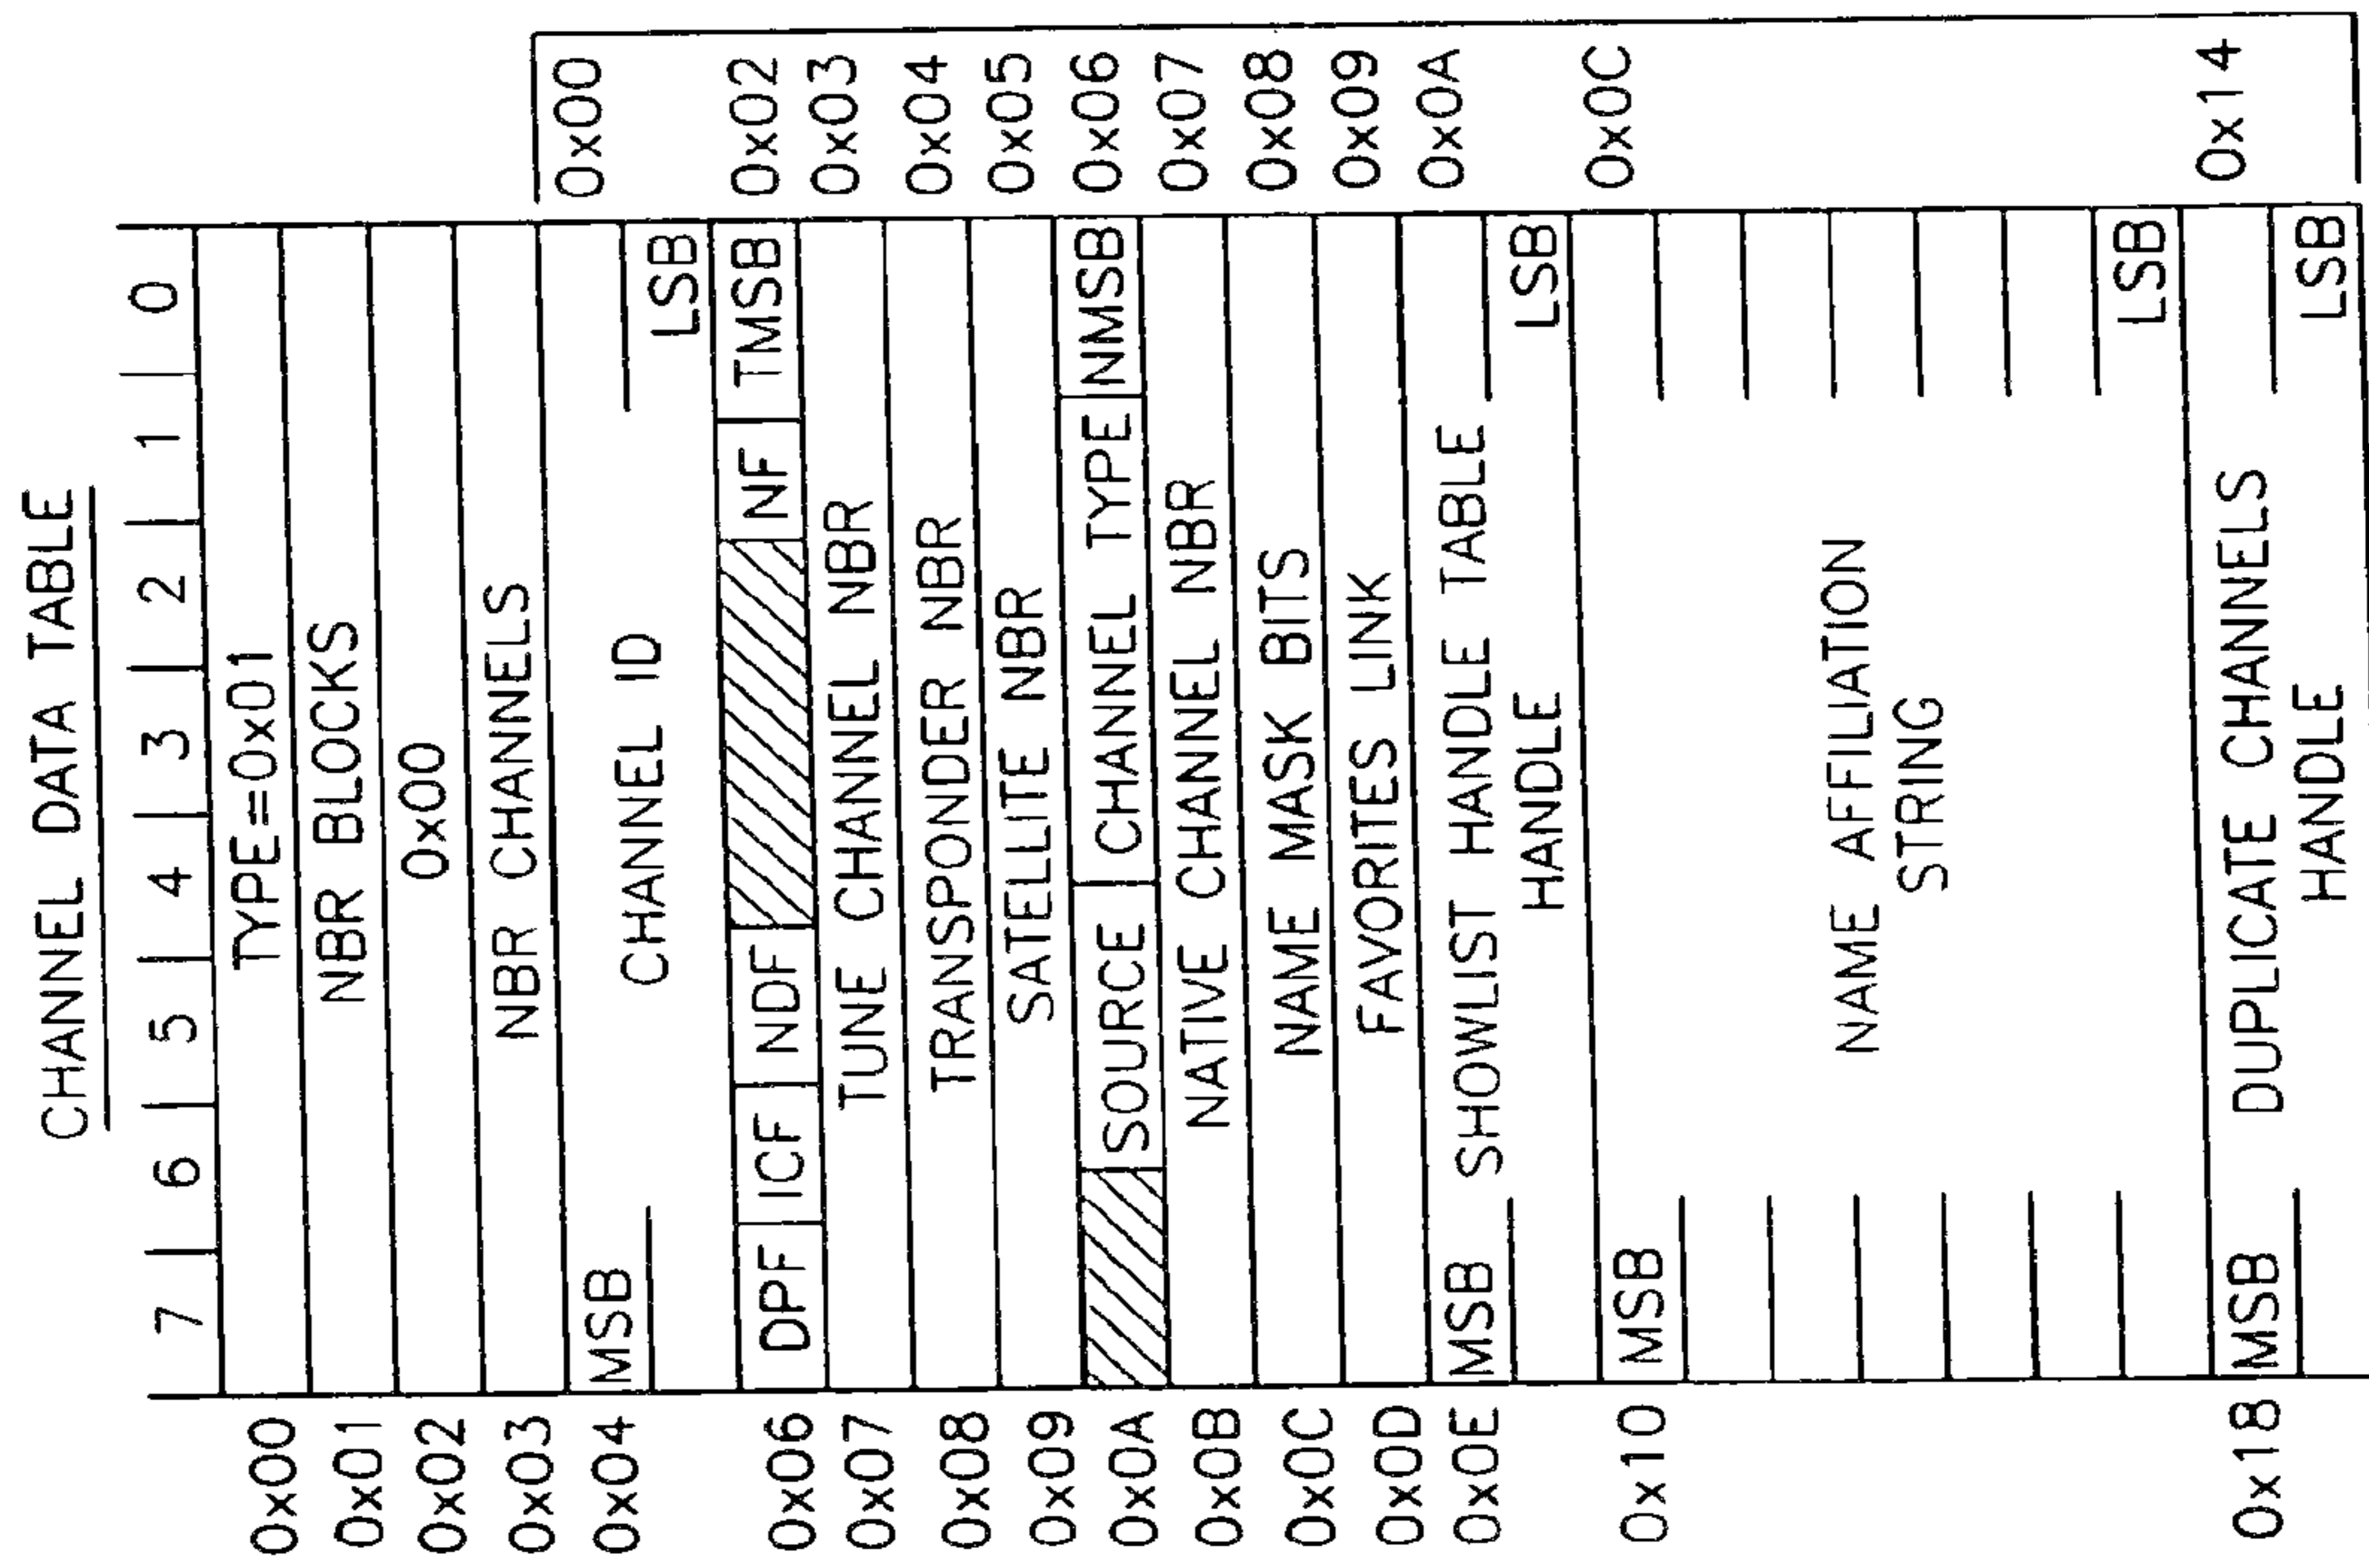 CHANNEL DATA TABLE
7 6 5 4 3 2 1 0
0x00 TYPE=0x01
0x01 NBR BLOCKS
0x02 0x00
0x03 NBR CHANNELS
0x04 MSB CHANNEL ID 0x00
LSB
0x06 DPF ICF NDF NF TMSB 0x02
0x07 TUNE CHANNEL NBR 0x03
0x08 TRANSPONDER NBR 0x04
0x09 SATELLITE NBR 0x05
0x0A SOURCE CHANNEL TYPE NMSB 0x06
0x0B NATIVE CHANNEL NBR 0x07
0x0C NAME MASK BITS 0x08
0x0D FAVORITES LINK 0x09
0x0E MSB SHOWLIST HANDLE TABLE 0x0A
HANDLE LSB
0x10 MSB 0x0C
NAME AFFILIATION
STRING
LSB
0x18 MSB DUPLICATE CHANNELS 0x14
HANDLE LSB